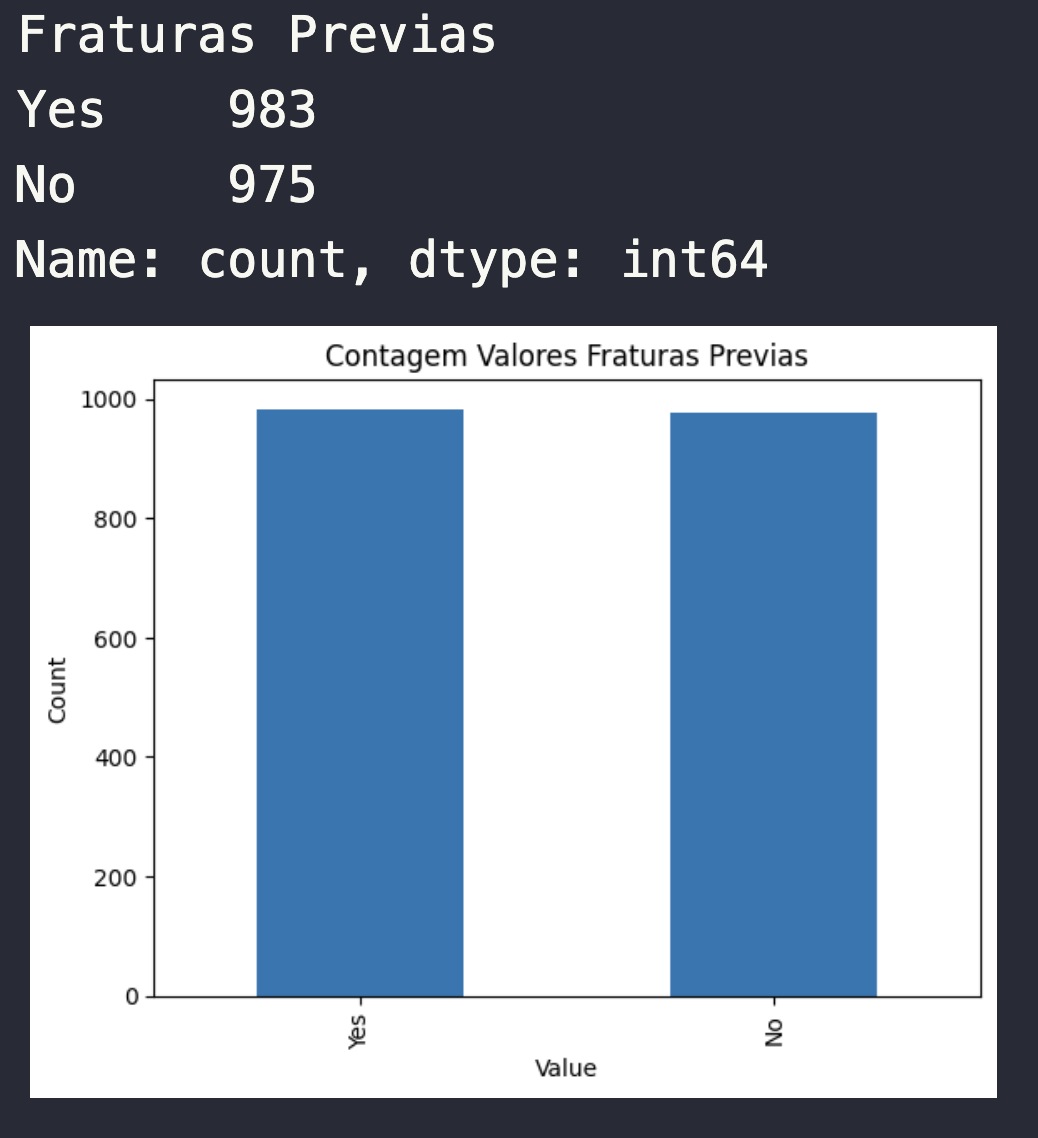 Fraturas Previas
Yes    983
No     975
Name: count, dtype: int64
Contagem Valores Fraturas Previas
1000
800
600
400
200
0
Count
Yes
No
Value